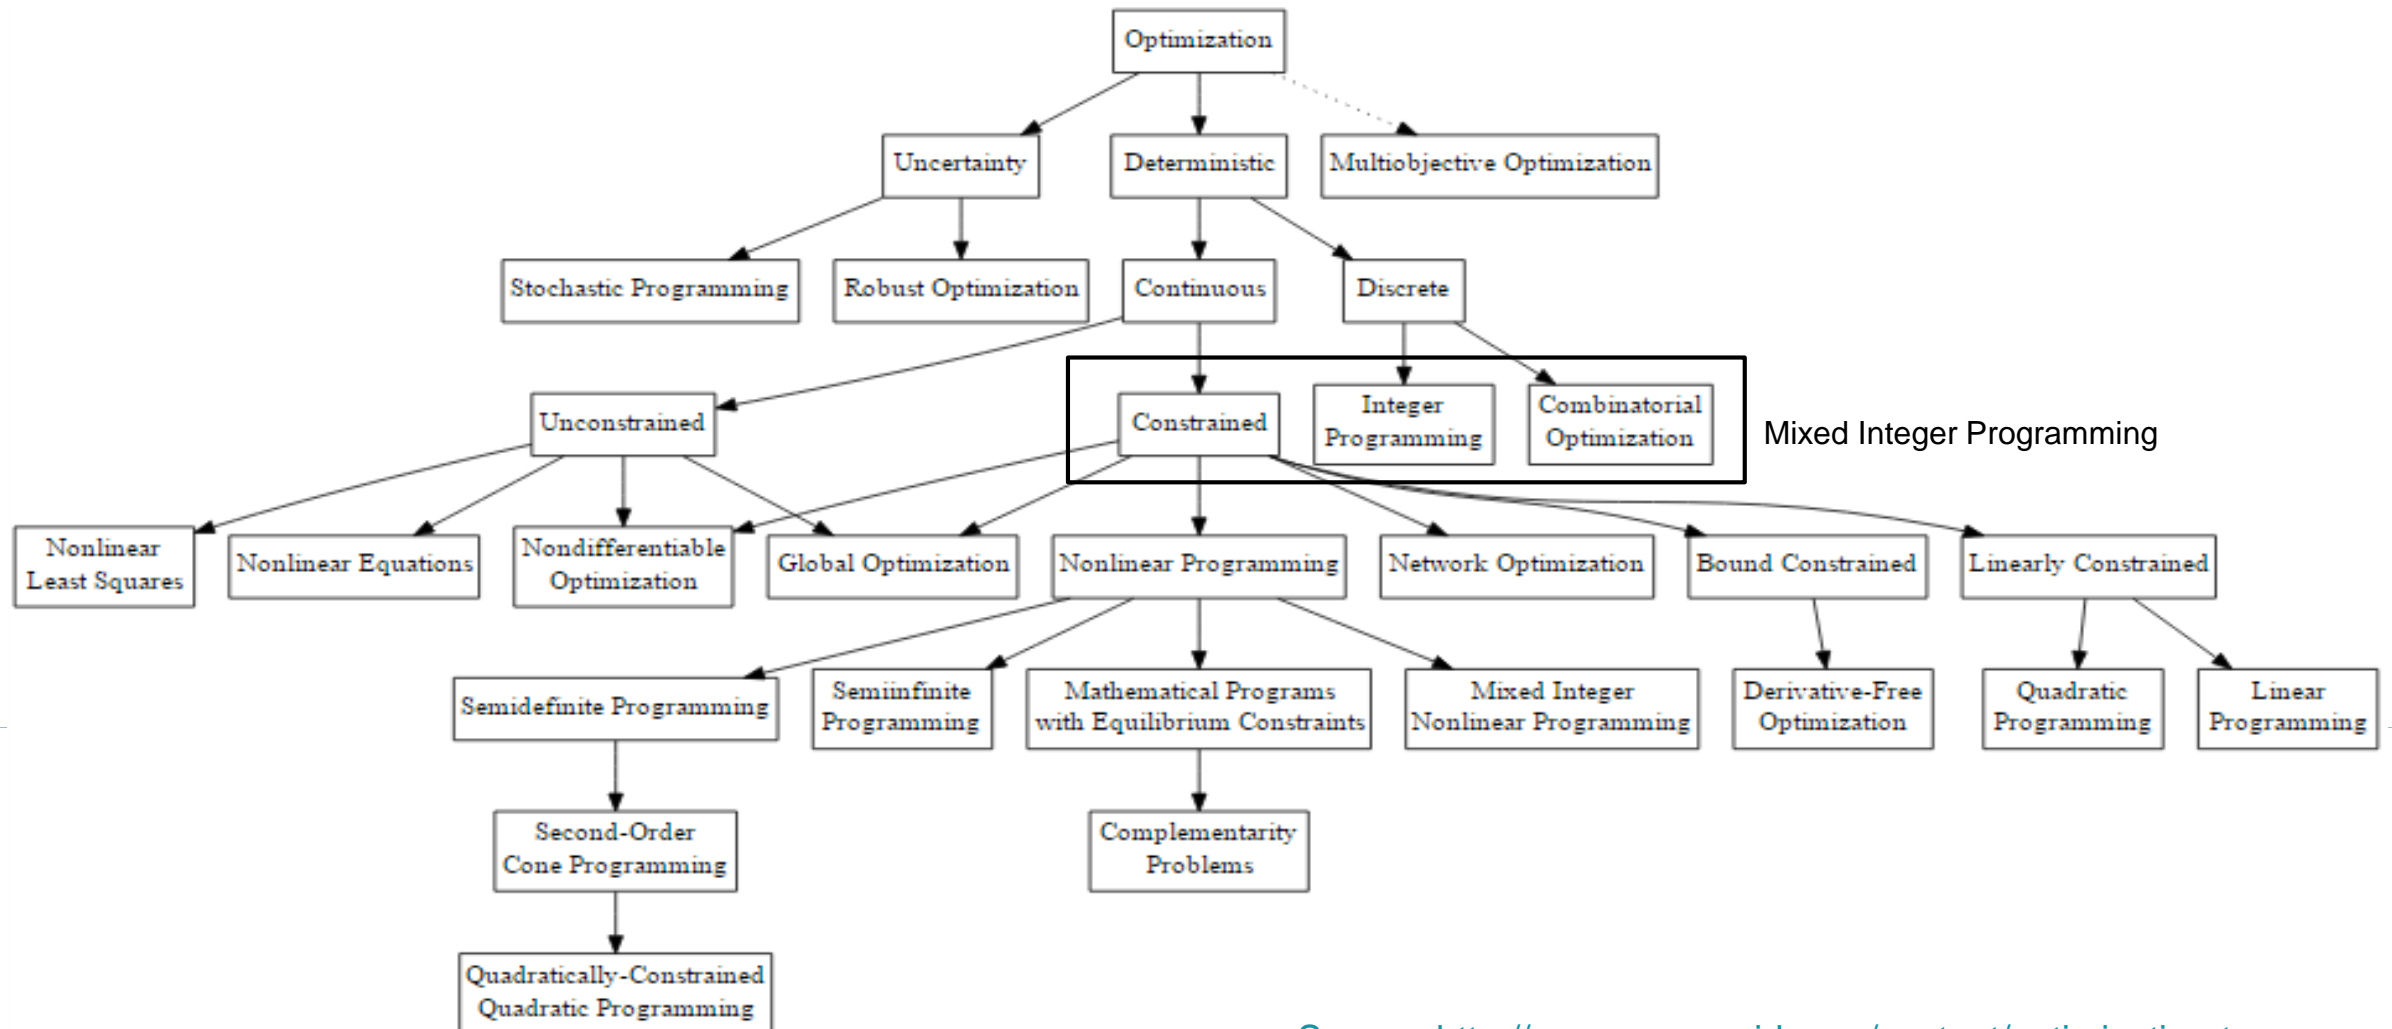 Optimization
Uncertainty
Deterministic
Multiobjective Optimization
Stochastic Programming
Robust Optimization
Continuous
Discrete
Unconstrained
Constrained
Integer
Programming
Combinatorial
Optimization
Mixed Integer Programming
Nonlinear
Least Squares
Nonlinear Equations
Nondifferentiable
Optimization
Global Optimization
Nonlinear Programming
Network Optimization
Bound Constrained
Linearly Constrained
Semidefinite Programming
Semiinfinite
Programming
Mathematical Programs
with Equilibrium Constraints
Mixed Integer
Nonlinear Programming
Derivative-Free
Optimization
Quadratic
Programming
Linear
Programming
Second-Order
Cone Programming
Complementarity
Problems
Quadratically-Constrained
Quadratic Programming